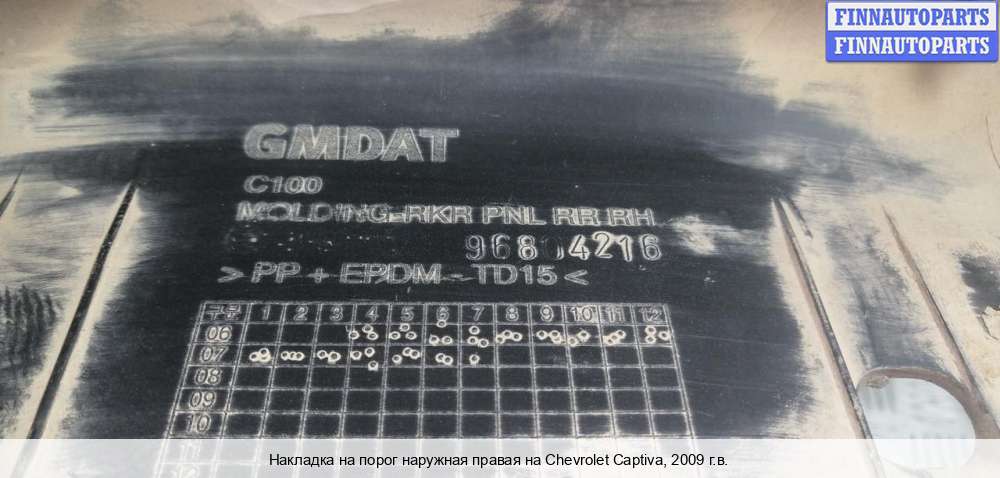 FINNAUTOPARTS
FINNAUTOPARTS
GMDAT
C100
MOLDING-RKR PNL RR RH
>PP + EPDM - TD15<
구분 1 2 3 4 5 6 7 8 9 10 11 12
06
07
08
09
10
Накладка на порог наружная правая на Chevrolet Captiva, 2009 г.в.